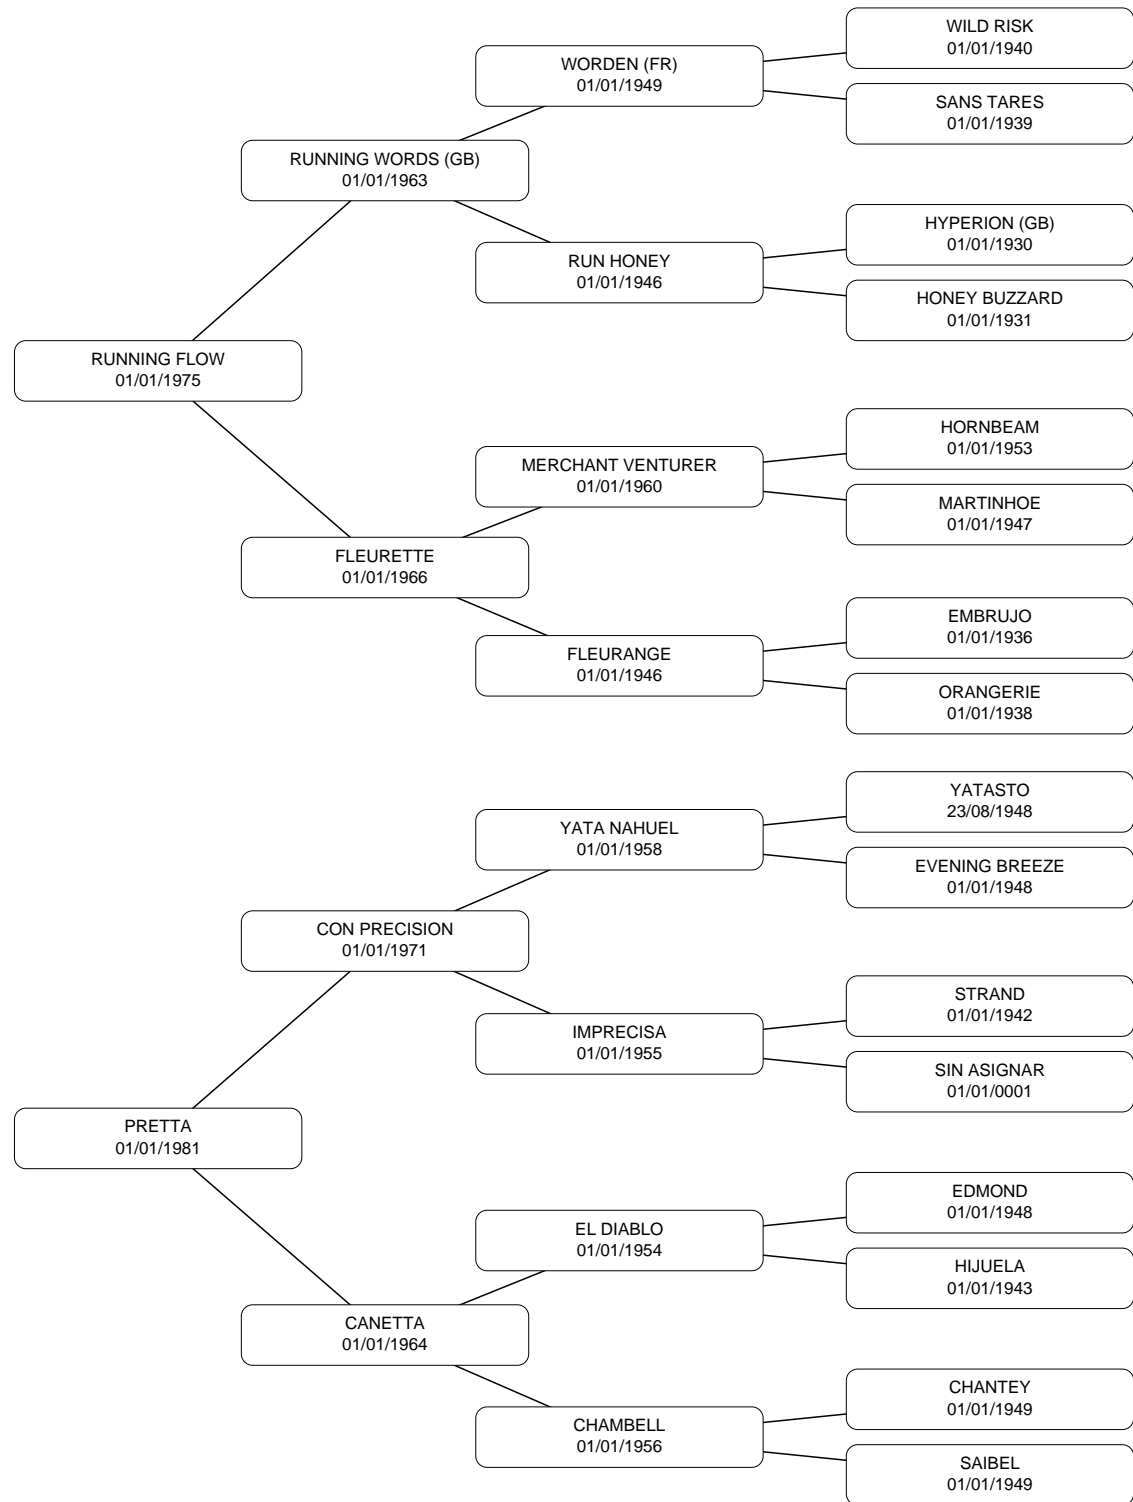 WILD RISK
01/01/1940
WORDEN (FR)
01/01/1949
SANS TARES
01/01/1939
RUNNING WORDS (GB)
01/01/1963
HYPERION (GB)
01/01/1930
RUN HONEY
01/01/1946
HONEY BUZZARD
01/01/1931
RUNNING FLOW
01/01/1975
HORNBEAM
01/01/1953
MERCHANT VENTURER
01/01/1960
MARTINHOE
01/01/1947
FLEURETTE
01/01/1966
EMBRUJO
01/01/1936
FLEURANGE
01/01/1946
ORANGERIE
01/01/1938
YATASTO
23/08/1948
YATA NAHUEL
01/01/1958
EVENING BREEZE
01/01/1948
CON PRECISION
01/01/1971
STRAND
01/01/1942
IMPRECISA
01/01/1955
SIN ASIGNAR
01/01/0001
PRETTA
01/01/1981
EDMOND
01/01/1948
EL DIABLO
01/01/1954
HIJUELA
01/01/1943
CANETTA
01/01/1964
CHANTEY
01/01/1949
CHAMBELL
01/01/1956
SAIBEL
01/01/1949